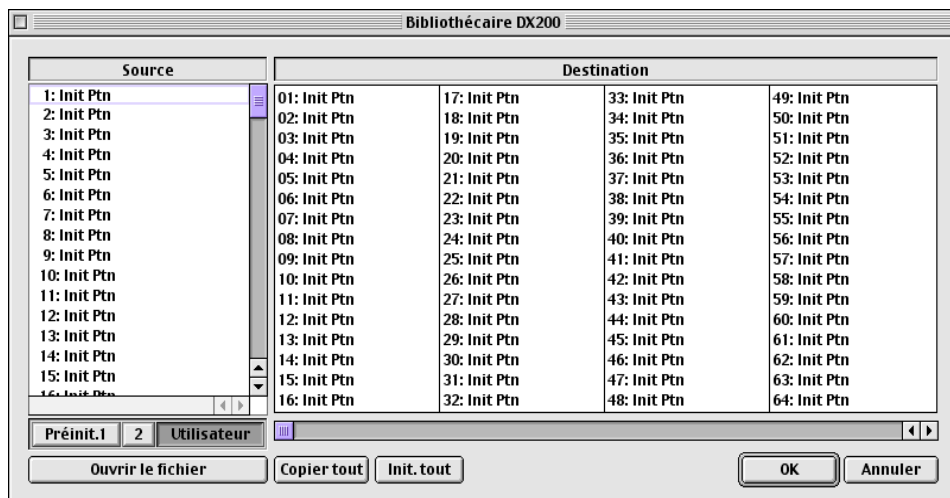 Bibliothécaire DX200
Source
Destination
1: Init Ptn
2: Init Ptn
3: Init Ptn
4: Init Ptn
5: Init Ptn
6: Init Ptn
7: Init Ptn
8: Init Ptn
9: Init Ptn
10: Init Ptn
11: Init Ptn
12: Init Ptn
13: Init Ptn
14: Init Ptn
15: Init Ptn
16: Init Ptn
01: Init Ptn
02: Init Ptn
03: Init Ptn
04: Init Ptn
05: Init Ptn
06: Init Ptn
07: Init Ptn
08: Init Ptn
09: Init Ptn
10: Init Ptn
11: Init Ptn
12: Init Ptn
13: Init Ptn
14: Init Ptn
15: Init Ptn
16: Init Ptn
17: Init Ptn
18: Init Ptn
19: Init Ptn
20: Init Ptn
21: Init Ptn
22: Init Ptn
23: Init Ptn
24: Init Ptn
25: Init Ptn
26: Init Ptn
27: Init Ptn
28: Init Ptn
29: Init Ptn
30: Init Ptn
31: Init Ptn
32: Init Ptn
33: Init Ptn
34: Init Ptn
35: Init Ptn
36: Init Ptn
37: Init Ptn
38: Init Ptn
39: Init Ptn
40: Init Ptn
41: Init Ptn
42: Init Ptn
43: Init Ptn
44: Init Ptn
45: Init Ptn
46: Init Ptn
47: Init Ptn
48: Init Ptn
49: Init Ptn
50: Init Ptn
51: Init Ptn
52: Init Ptn
53: Init Ptn
54: Init Ptn
55: Init Ptn
56: Init Ptn
57: Init Ptn
58: Init Ptn
59: Init Ptn
60: Init Ptn
61: Init Ptn
62: Init Ptn
63: Init Ptn
64: Init Ptn
Préinit.1 2 Utilisateur
Ouvrir le fichier Copier tout Init. tout OK Annuler